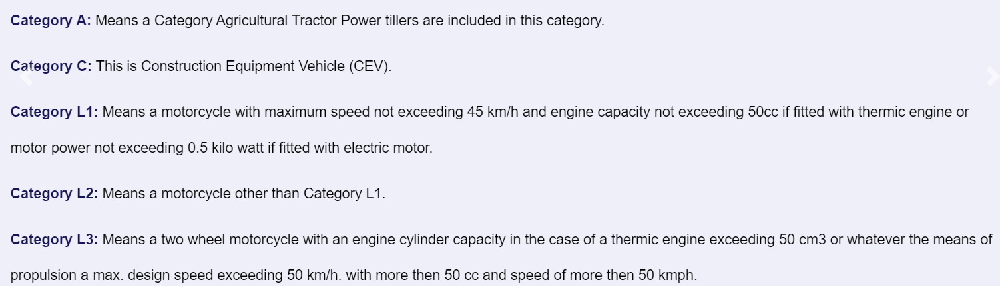 Category A: Means a Category Agricultural Tractor Power tillers are included in this category.
Category C: This is Construction Equipment Vehicle (CEV).
Category L1: Means a motorcycle with maximum speed not exceeding 45 km/h and engine capacity not exceeding 50cc if fitted with thermic engine or
motor power not exceeding 0.5 kilo watt if fitted with electric motor.
Category L2: Means a motorcycle other than Category L1.
Category L3: Means a two wheel motorcycle with an engine cylinder capacity in the case of a thermic engine exceeding 50 cm3 or whatever the means of
propulsion a max. design speed exceeding 50 km/h. with more then 50 cc and speed of more then 50 kmph.